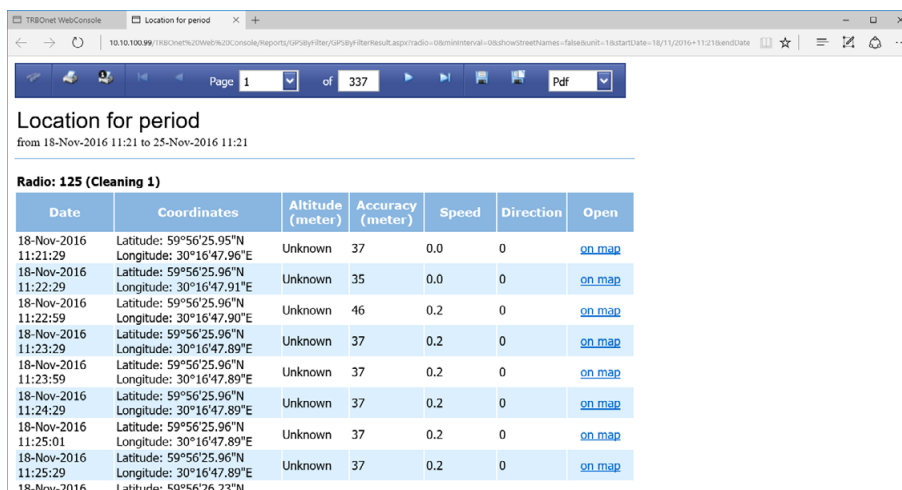 TRBOnet WebConsole
Location for period
10.10.100.99/TRBOnet%20Web%20Console/Reports/GPSByFilter/GPSByFilterResult.aspx?radio=0&minInterval=0&showStreetNames=false&unit=1&startDate=18/11/2016+11:21&endDate
Page 1 of 337 Pdf
Location for period
from 18-Nov-2016 11:21 to 25-Nov-2016 11:21
Radio: 125 (Cleaning 1)
Date Coordinates Altitude (meter) Accuracy (meter) Speed Direction Open
18-Nov-2016 Latitude: 59°56'25.95"N
11:21:29 Longitude: 30°16'47.96"E Unknown 37 0.0 0 on map
18-Nov-2016 Latitude: 59°56'25.96"N
11:22:29 Longitude: 30°16'47.91"E Unknown 35 0.0 0 on map
18-Nov-2016 Latitude: 59°56'25.96"N
11:22:59 Longitude: 30°16'47.90"E Unknown 46 0.2 0 on map
18-Nov-2016 Latitude: 59°56'25.96"N
11:23:29 Longitude: 30°16'47.89"E Unknown 37 0.2 0 on map
18-Nov-2016 Latitude: 59°56'25.96"N
11:23:59 Longitude: 30°16'47.89"E Unknown 37 0.2 0 on map
18-Nov-2016 Latitude: 59°56'25.96"N
11:24:29 Longitude: 30°16'47.89"E Unknown 37 0.2 0 on map
18-Nov-2016 Latitude: 59°56'25.96"N
11:25:01 Longitude: 30°16'47.89"E Unknown 37 0.2 0 on map
18-Nov-2016 Latitude: 59°56'25.96"N
11:25:29 Longitude: 30°16'47.89"E Unknown 37 0.2 0 on map
18-Nov-2016 Latitude: 59°56'26.23"N